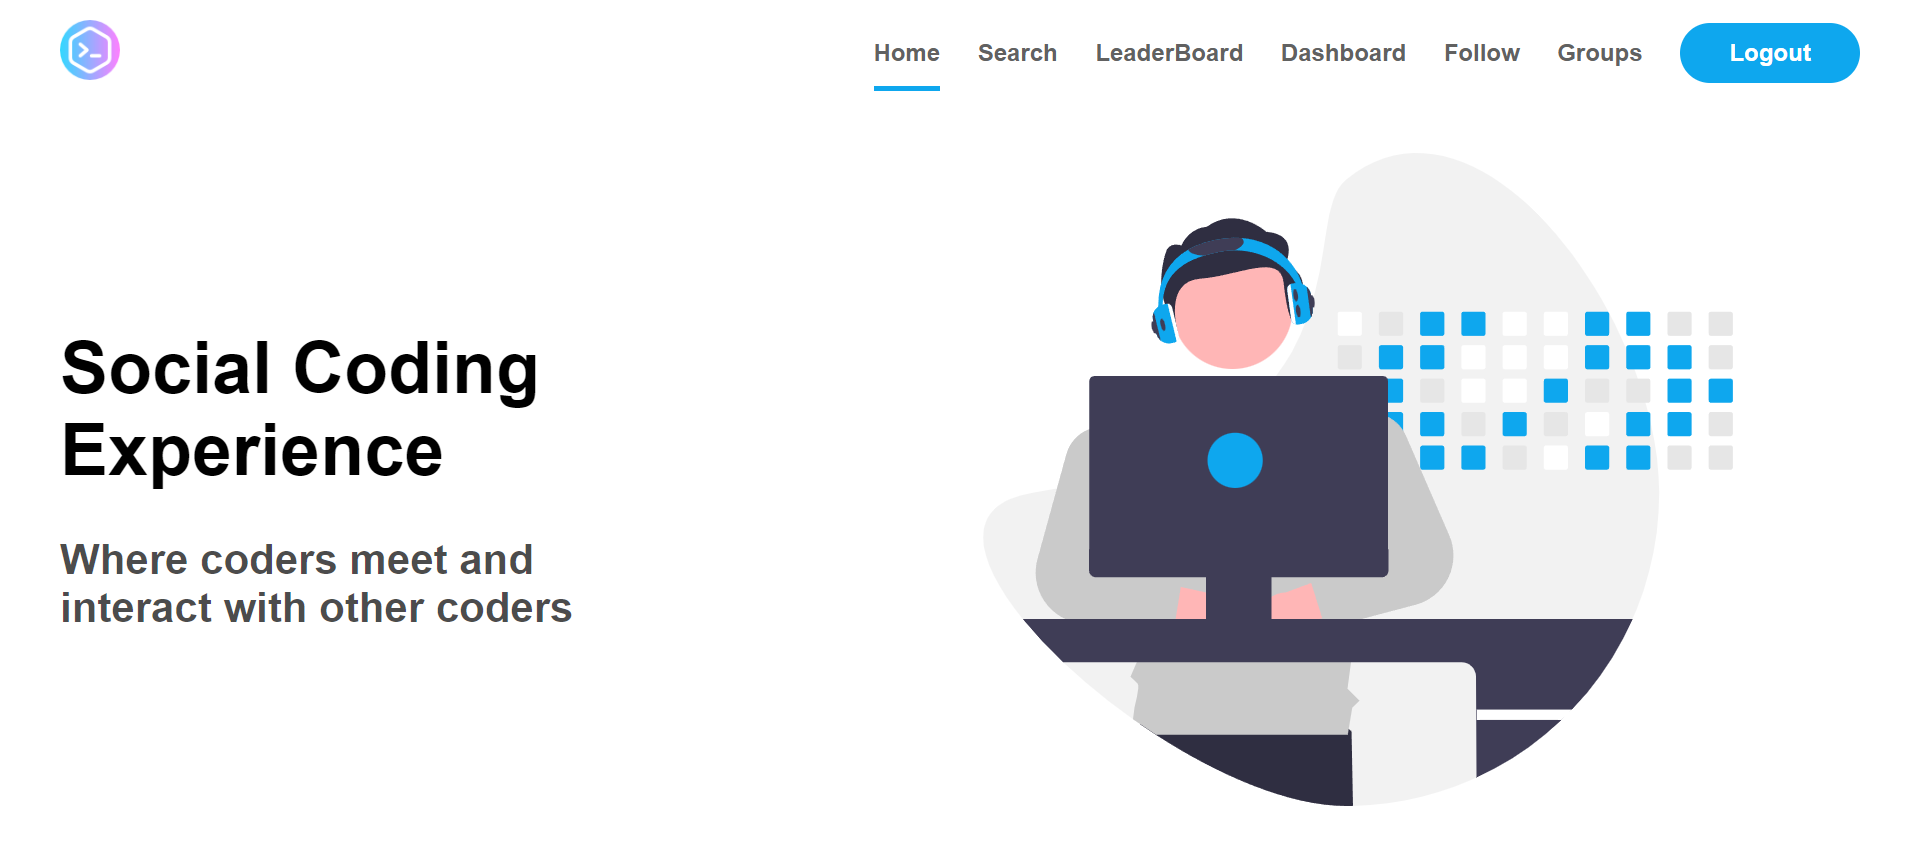 Home Search LeaderBoard Dashboard Follow Groups Logout
Social Coding
Experience
Where coders meet and
interact with other coders